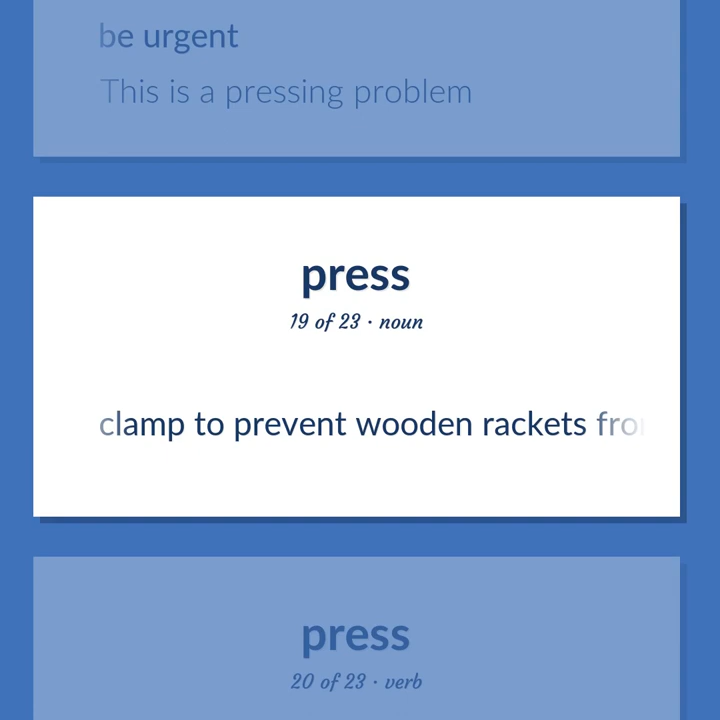 be urgent
This is a pressing problem
press
19 of 23 · noun
clamp to prevent wooden rackets
press
20 of 23 · verb